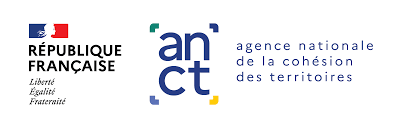 RÉPUBLIQUE
FRANÇAISE
Liberté
Égalité
Fraternité
an
ct
agence nationale
de la cohésion
des territoires